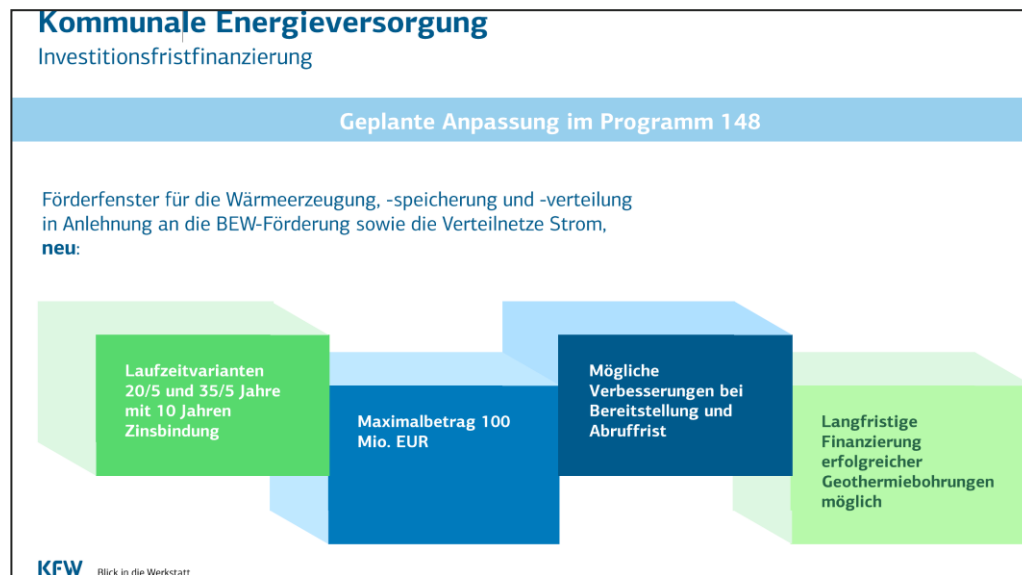 Kommunale Energieversorgung
Investitionsfristfinanzierung
Geplante Anpassung im Programm 148
Förderfenster für die Wärmeerzeugung, -speicherung und -verteilung
in Anlehnung an die BEW-Förderung sowie die Verteilnetze Strom,
neu:
Laufzeitvarianten
20/5 und 35/5 Jahre
mit 10 Jahren
Zinsbindung
Maximalbetrag 100
Mio. EUR
Mögliche
Verbesserungen bei
Bereitstellung und
Abruffrist
Langfristige
Finanzierung
erfolgreicher
Geothermiebohrungen
möglich
KFW Blick in die Werkstatt